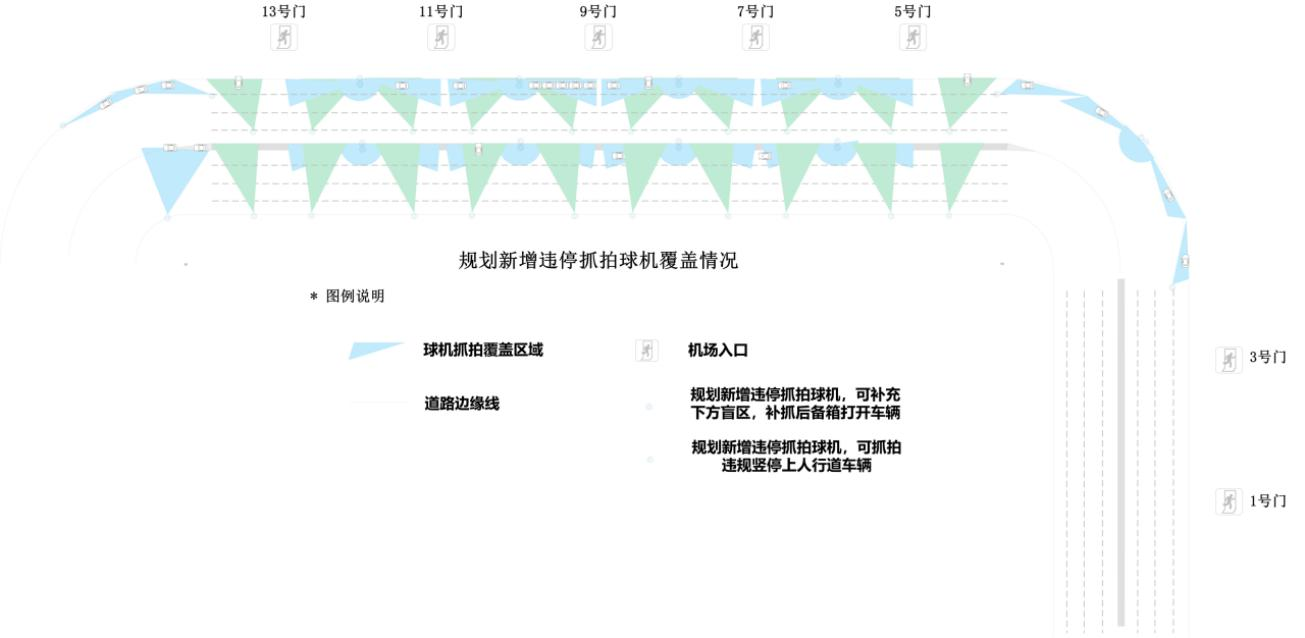 13号门
11号门
9号门
7号门
5号门
规划新增违停抓拍球机覆盖情况
* 图例说明
球机抓拍覆盖区域
机场入口
道路边缘线
规划新增违停抓拍球机，可补充
下方盲区，补抓后备箱打开车辆
规划新增违停抓拍球机，可抓拍
违规竖停上人行道车辆
3号门
1号门